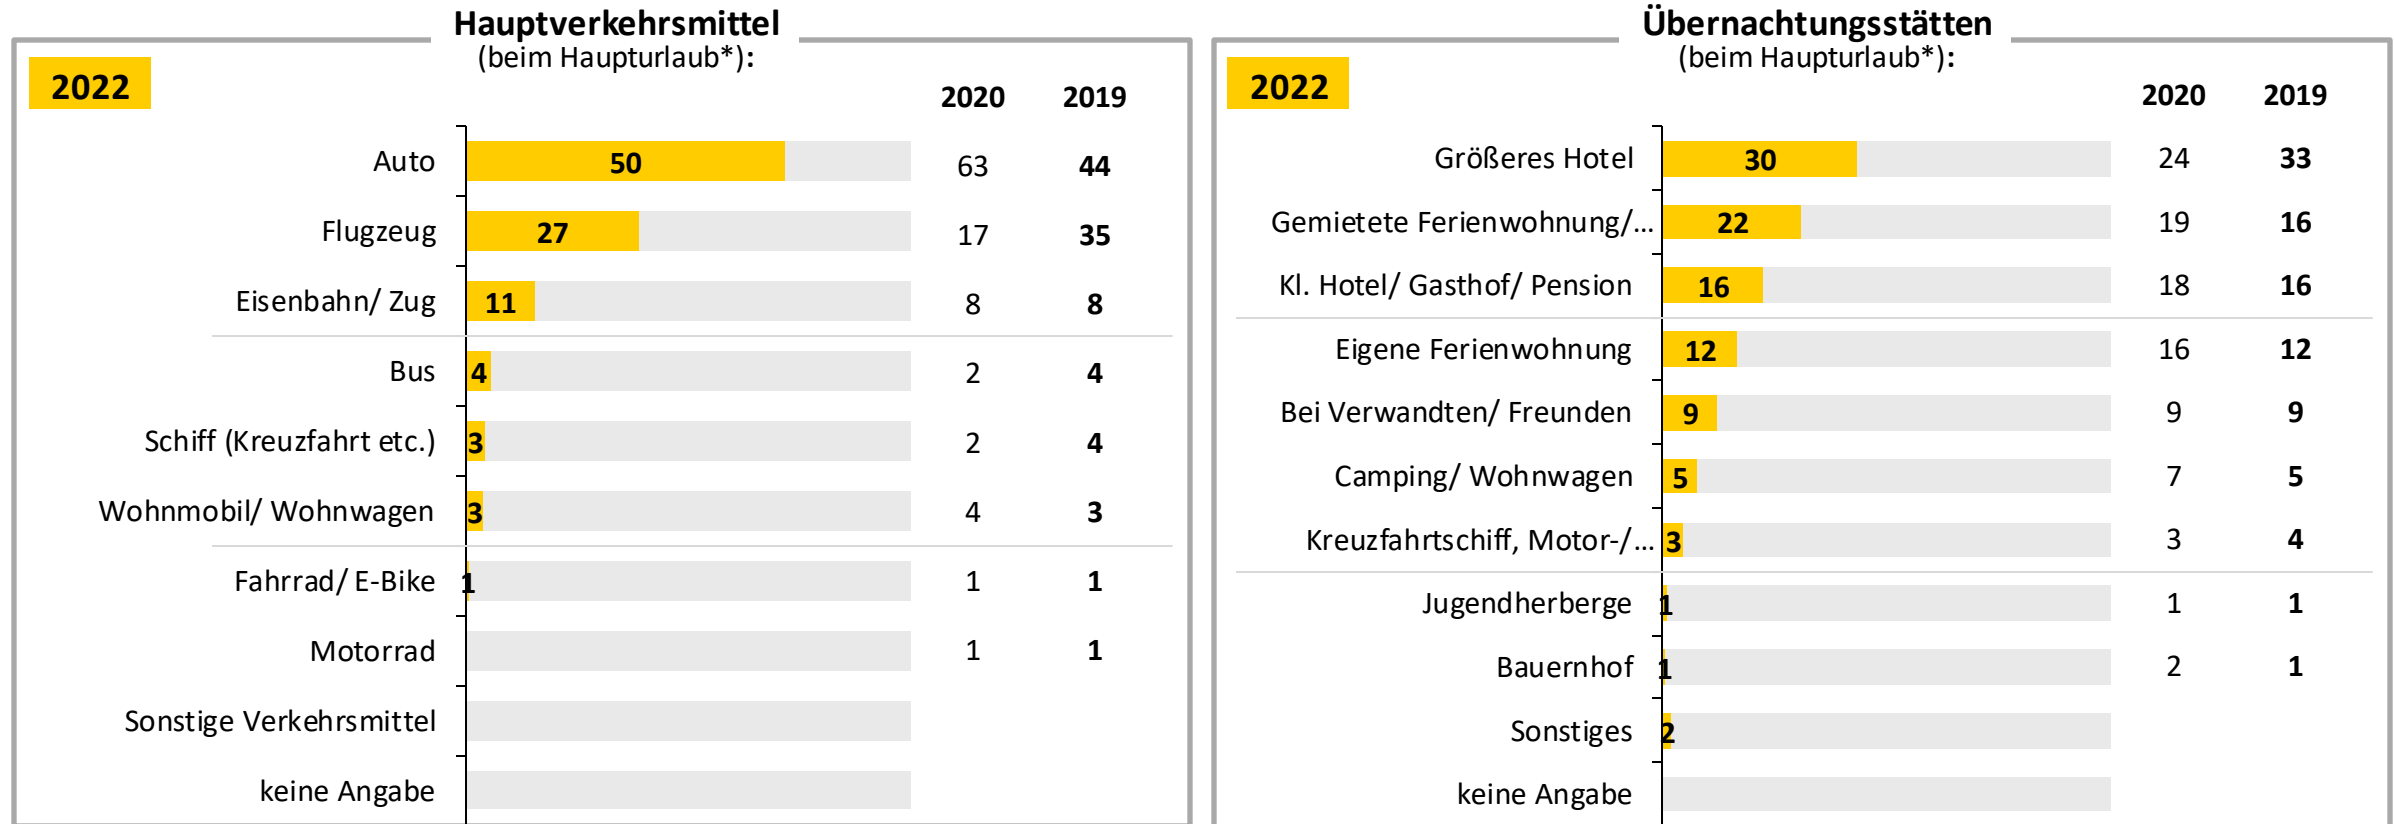 Hauptverkehrsmittel
(beim Haupturlaub*):
2022
2020 2019
Auto 50 63 44
Flugzeug 27 17 35
Eisenbahn/ Zug 11 8 8
Bus 4 2 4
Schiff (Kreuzfahrt etc.) 3 2 4
Wohnmobil/ Wohnwagen 3 4 3
Fahrrad/ E-Bike 1 1 1
Motorrad 1 1
Sonstige Verkehrsmittel
keine Angabe
Übernachtungsstätten
(beim Haupturlaub*):
2022
2020 2019
Größeres Hotel 30 24 33
Gemietete Ferienwohnung/... 22 19 16
Kl. Hotel/ Gasthof/ Pension 16 18 16
Eigene Ferienwohnung 12 16 12
Bei Verwandten/ Freunden 9 9 9
Camping/ Wohnwagen 5 7 5
Kreuzfahrtschiff, Motor-/... 3 3 4
Jugendherberge 1 1 1
Bauernhof 1 2 1
Sonstiges 2
keine Angabe